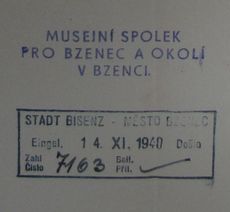 MUSEJNÍ SPOLEK
PRO BZENEC A OKOLÍ
V BZENCI.
STADT BISENZ - MĚSTO BZENEC
Eingel. 14. XI. 1940 Došlo
Zahl Beil.
Číslo 7163 Příl.